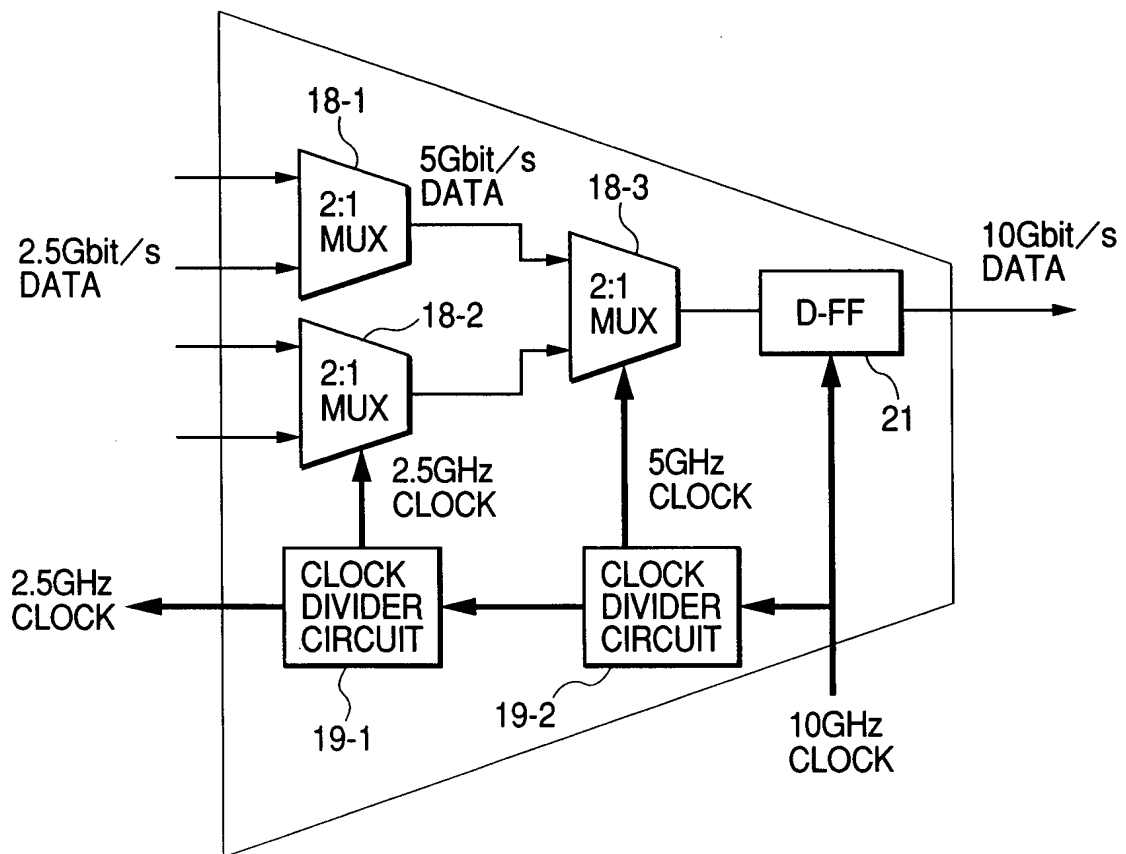 18-1
5Gbit/s
DATA
2:1
MUX
18-3
2.5Gbit/s
DATA
10Gbit/s
DATA
2:1
MUX
D-FF
18-2
2:1
MUX
21
2.5GHz
CLOCK
5GHz
CLOCK
2.5GHz
CLOCK
CLOCK
DIVIDER
CIRCUIT
CLOCK
DIVIDER
CIRCUIT
19-1
19-2
10GHz
CLOCK